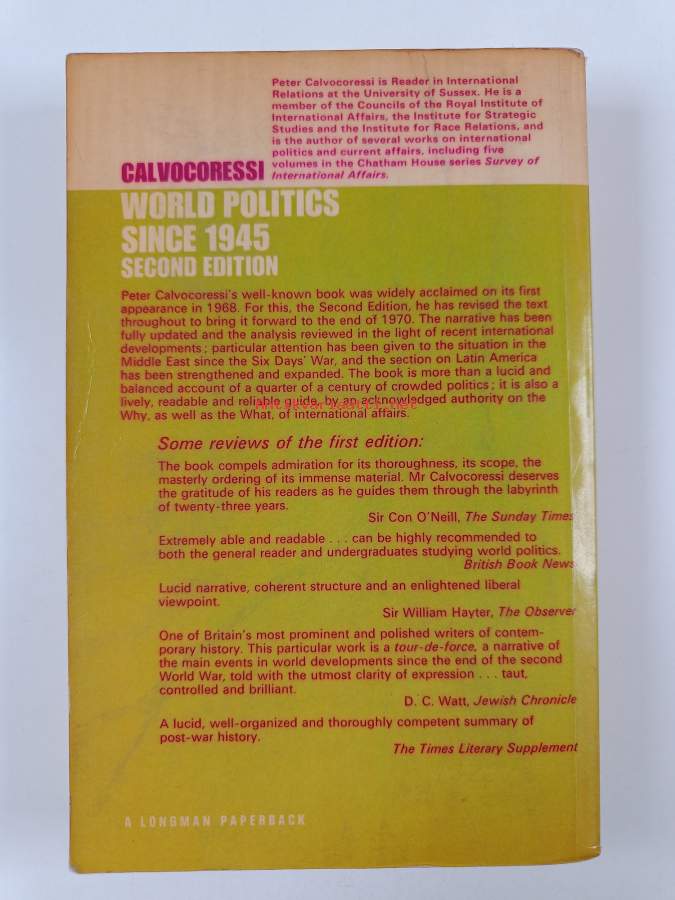 Peter Calvocoressi is Reader in International
Relations at the University of Sussex. He is a
member of the Councils of the Royal Institute of
International Affairs, the Institute for Strategic
Studies and the Institute for Race Relations, and
is the author of several works on international
politics and current affairs, including five
volumes in the Chatham House series Survey of
International Affairs.
CALVOCORESSI
WORLD POLITICS
SINCE 1945
SECOND EDITION
Peter Calvocoressi's well-known book was widely acclaimed on its first
appearance in 1968. For this, the Second Edition, he has revised the text
throughout to bring it forward to the end of 1970. The narrative has been
fully updated and the analysis reviewed in the light of recent international
developments; particular attention has been given to the situation in the
Middle East since the Six Days' War, and the section on Latin America
has been strengthened and expanded. The book is more than a lucid and
balanced account of a quarter of a century of crowded politics; it is also a
lively, readable and reliable guide, by an acknowledged authority on the
Why, as well as the What, of international affairs.
Some reviews of the first edition:
The book compels admiration for its thoroughness, its scope, the
masterly ordering of its immense material. Mr Calvocoressi deserves
the gratitude of his readers as he guides them through the labyrinth
of twenty-three years.
Sir Con O'Neill, The Sunday Times
Extremely able and readable . . . can be highly recommended to
both the general reader and undergraduates studying world politics.
British Book News
Lucid narrative, coherent structure and an enlightened liberal
viewpoint.
Sir William Hayter, The Observer
One of Britain's most prominent and polished writers of contem-
porary history. This particular work is a tour-de-force, a narrative of
the main events in world developments since the end of the second
World War, told with the utmost clarity of expression . . . taut,
controlled and brilliant.
D. C. Watt, Jewish Chronicle
A lucid, well-organized and thoroughly competent summary of
post-war history.
The Times Literary Supplement
A LONGMAN PAPERBACK